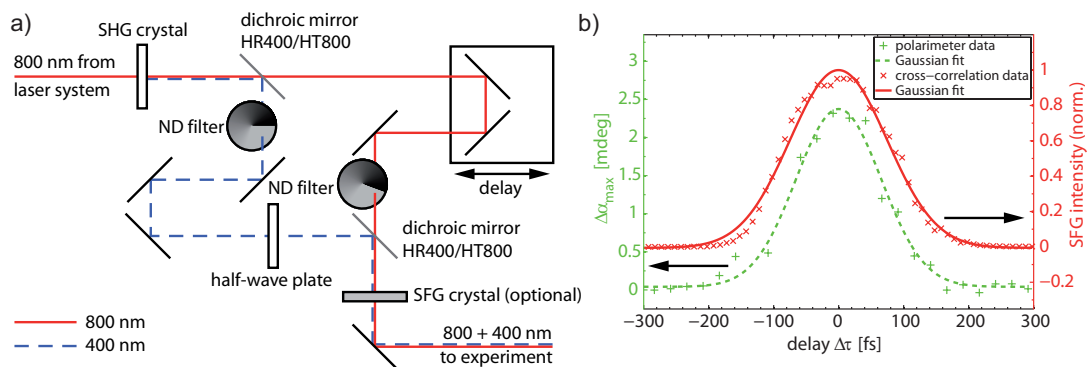 a)
SHG crystal
dichroic mirror
HR400/HT800
800 nm from
laser system
ND filter
ND filter
delay
dichroic mirror
HR400/HT800
half-wave plate
SFG crystal (optional)
800 nm
400 nm
800 + 400 nm
to experiment
b)
polarimeter data
Gaussian fit
cross−correlation data
Gaussian fit
3
2.5
2
1.5
1
0.5
0
Δα_max [mdeg]
1
0.8
0.6
0.4
0.2
0
−0.2
SFG intensity (norm.)
−300 −200 −100 0 100 200 300
delay Δτ [fs]